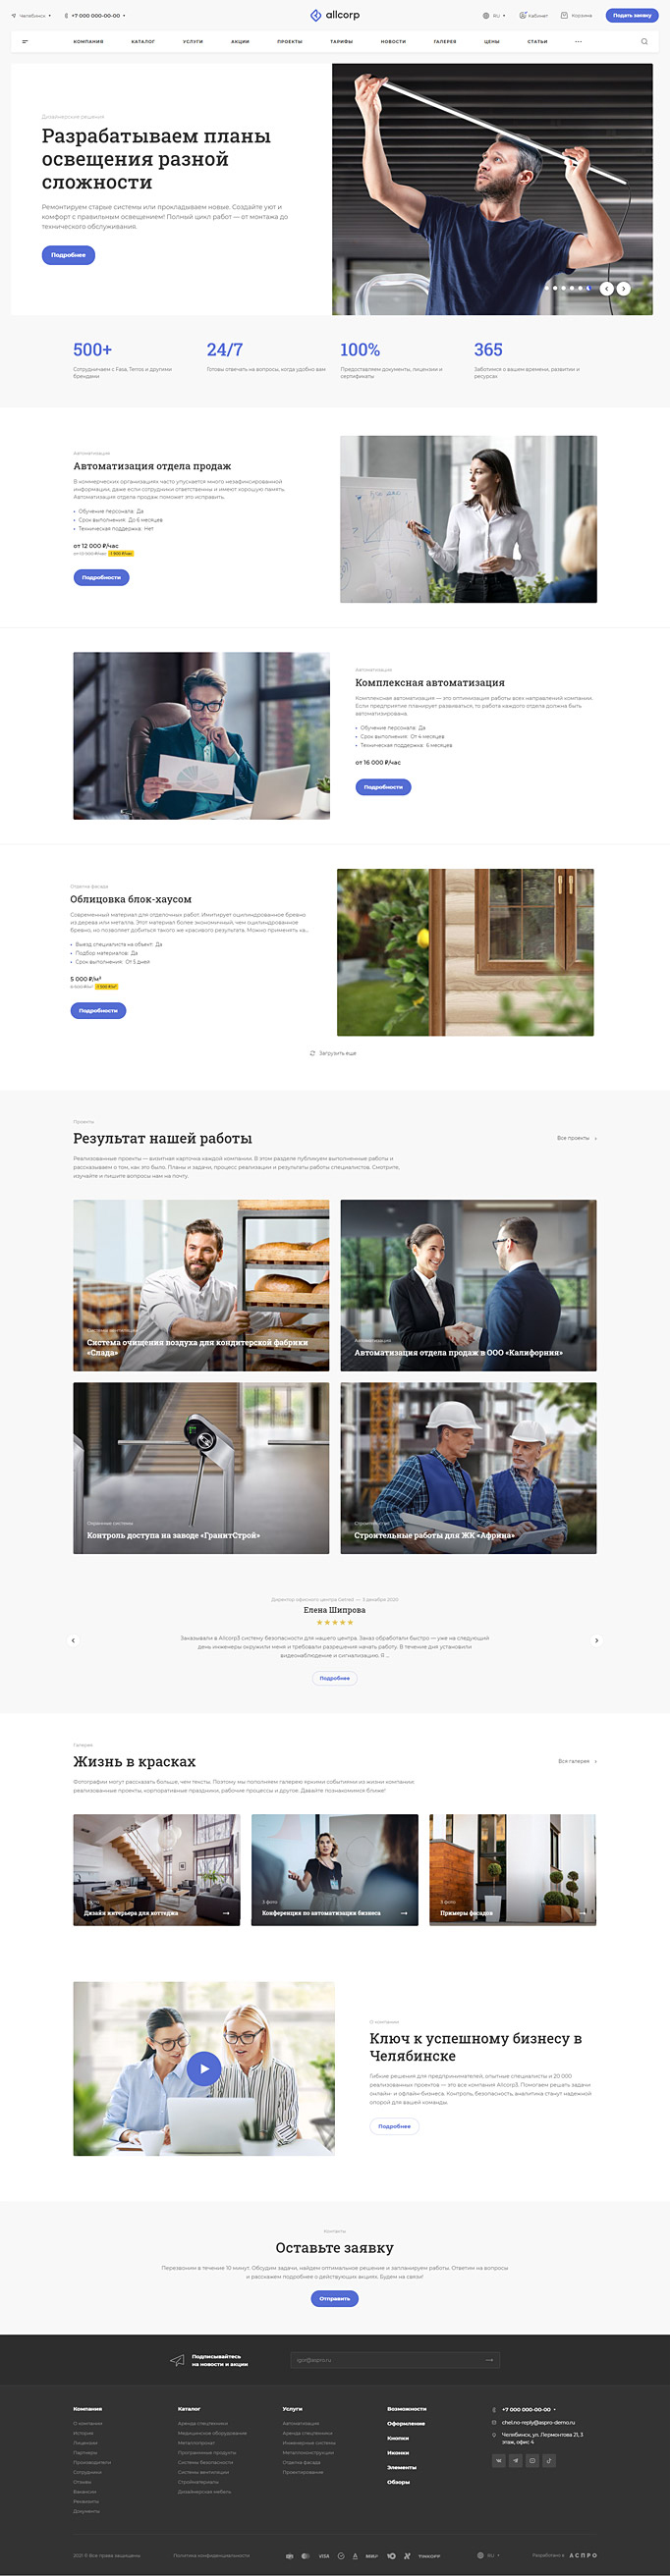 Челябинск
+7 000 000-00-00
allcorp
RU
Кабинет
Корзина
Подать заявку
КОМПАНИЯ
КАТАЛОГ
УСЛУГИ
АКЦИИ
ПРОЕКТЫ
ТАРИФЫ
НОВОСТИ
ГАЛЕРЕЯ
ЦЕНЫ
СТАТЬИ
Дизайнерские решения
Разрабатываем планы
освещения разной
сложности
Ремонтируем старые системы или прокладываем новые. Создайте уют и
комфорт с правильным освещением! Полный цикл работ — от монтажа до
технического обслуживания.
Подробнее
500+
Сотрудничаем с Fasa, Terros и другими
брендами
24/7
Готовы отвечать на вопросы, когда удобно вам
100%
Предоставляем документы, лицензии и
сертификаты
365
Заботимся о вашем времени, развитии и
ресурсах
Автоматизация
Автоматизация отдела продаж
В коммерческих организациях часто упускается много незафиксированной
информации, даже если сотрудники ответственны и имеют хорошую память.
Автоматизация отдела продаж поможет это исправить.
Обучение персонала: Да
Срок выполнения: До 6 месяцев
Техническая поддержка: Нет
от 12 000 ₽/час
Подробности
Автоматизация
Комплексная автоматизация
Комплексная автоматизация — это оптимизация работы всех направлений компании.
Если предприятие планирует развиваться, то работа каждого отдела должна быть
автоматизирована.
Обучение персонала: Да
Срок выполнения: От 4 месяцев
Техническая поддержка: 6 месяцев
от 16 000 ₽/час
Подробности
Отделка фасада
Облицовка блок-хаусом
Современный материал для отделочных работ. Имитирует оцилиндрованное бревно
из дерева или металла. Этот материал более экономичный, чем оцилиндрованное
бревно, но позволяет добиться такого же красивого результата. Можно применять ка...
Выезд специалиста на объект: Да
Подбор материалов: Да
Срок выполнения: От 5 дней
5 000 ₽/м²
Подробности
Загрузить еще
Проекты
Результат нашей работы
Все проекты
Реализованные проекты — визитная карточка каждой компании. В этом разделе публикуем выполненные работы и
рассказываем о том, как это было. Планы и задачи, процесс реализации и результаты работы специалистов. Смотрите,
изучайте и пишите вопросы нам на почту.
Система очищения воздуха для кондитерской фабрики
«Слада»
Автоматизация
Автоматизация отдела продаж в ООО «Калифорния»
Охранные системы
Контроль доступа на заводе «ГранитСтрой»
Строительные работы для ЖК «Африка»
Директор офисного центра — 3 декабря 2020
Елена Шипрова
Заказывали в Allcorp3 систему безопасности для нашего центра. Заказ обработали быстро — уже на следующий
день инженеры окружили меня и требовали разрешения начать работу. В течение дня установили
видеонаблюдение и сигнализацию. Я ...
Подробнее
Галерея
Жизнь в красках
Вся галерея
Фотографии могут рассказать больше, чем тексты. Поэтому мы пополняем галерею яркими событиями из жизни компании:
реализованные проекты, корпоративные праздники, рабочие процессы и другое. Давайте познакомимся ближе!
Дизайн интерьера для коттеджа
3 фото
Конференция по автоматизации бизнеса
3 фото
Примеры фасадов
О компании
Ключ к успешному бизнесу в
Челябинске
Гибкие решения для предпринимателей, опытные специалисты и 20 000
реализованных проектов — это все компания Allcorp3. Помогаем решать задачи
онлайн- и офлайн-бизнеса. Контроль, безопасность, аналитика станут надежной
опорой для вашей команды.
Подробнее
Контакты
Оставьте заявку
Перезвоним в течение 10 минут. Обсудим задачи, найдем оптимальное решение и запланируем работы. Ответим на вопросы
и расскажем подробнее о действующих акциях. Будем на связи!
Отправить
Подписывайтесь
на новости и акции
igor@aspro.ru
Компания
О компании
История
Лицензии
Партнеры
Производители
Сотрудники
Отзывы
Вакансии
Реквизиты
Документы
Каталог
Аренда спецтехники
Медицинское оборудование
Металлопрокат
Программные продукты
Системы безопасности
Системы вентиляции
Стройматериалы
Дизайнерская мебель
Услуги
Автоматизация
Аренда спецтехники
Инженерные системы
Металлоконструкции
Отделка фасада
Проектирование
Возможности
Оформление
Кнопки
Иконки
Элементы
Обзоры
+7 000 000-00-00
chel.no-reply@aspro-demo.ru
Челябинск, ул. Лермонтова 21, 3
этаж, офис 4
2021 © Все права защищены
Политика конфиденциальности
VISA
ТИНЬКОФФ
RU
Разработано в
АСПРО